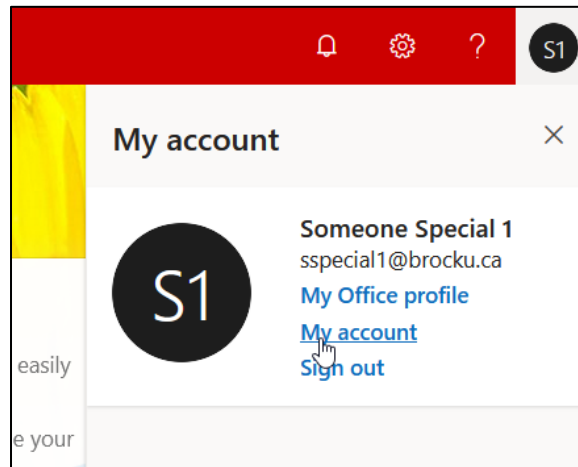 ?
S1
My account
S1
Someone Special 1
sspecial1@brocku.ca
My Office profile
My account
Sign out
easily
e your